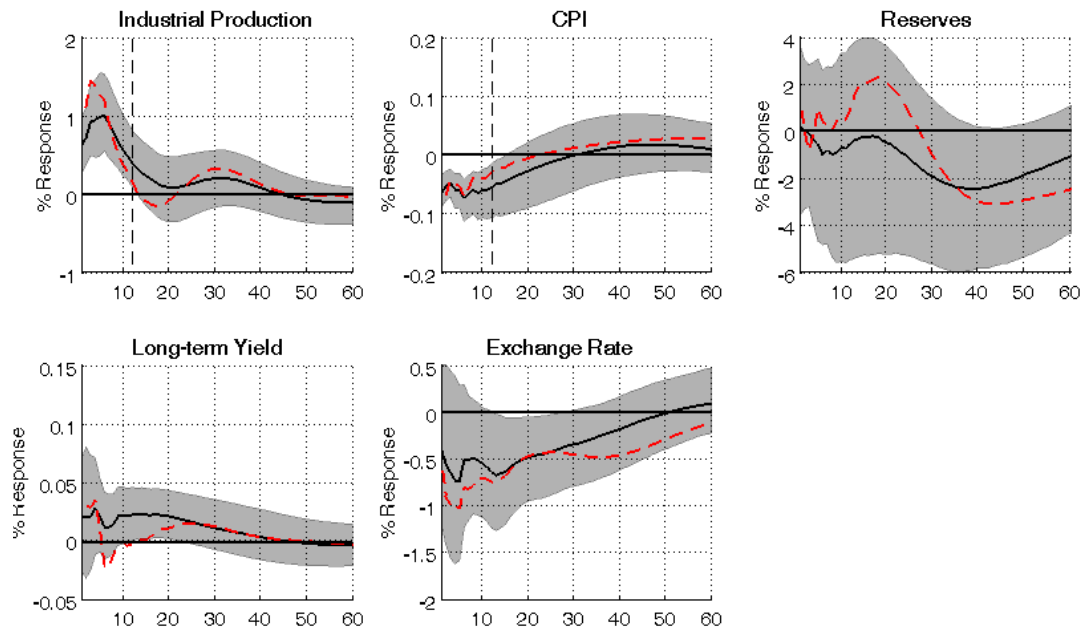 Industrial Production
% Response
2
1
0
-1
10 20 30 40 50 60
CPI
% Response
0.2
0.1
0
-0.1
0.2
10 20 30 40 50 60
Reserves
% Response
4
2
0
-2
-4
-6
10 20 30 40 50 60
Long-term Yield
% Response
0.15
0.1
0.05
0
-0.05
10 20 30 40 50 60
Exchange Rate
% Response
0.5
0
-0.5
-1
-1.5
-2
10 20 30 40 50 60